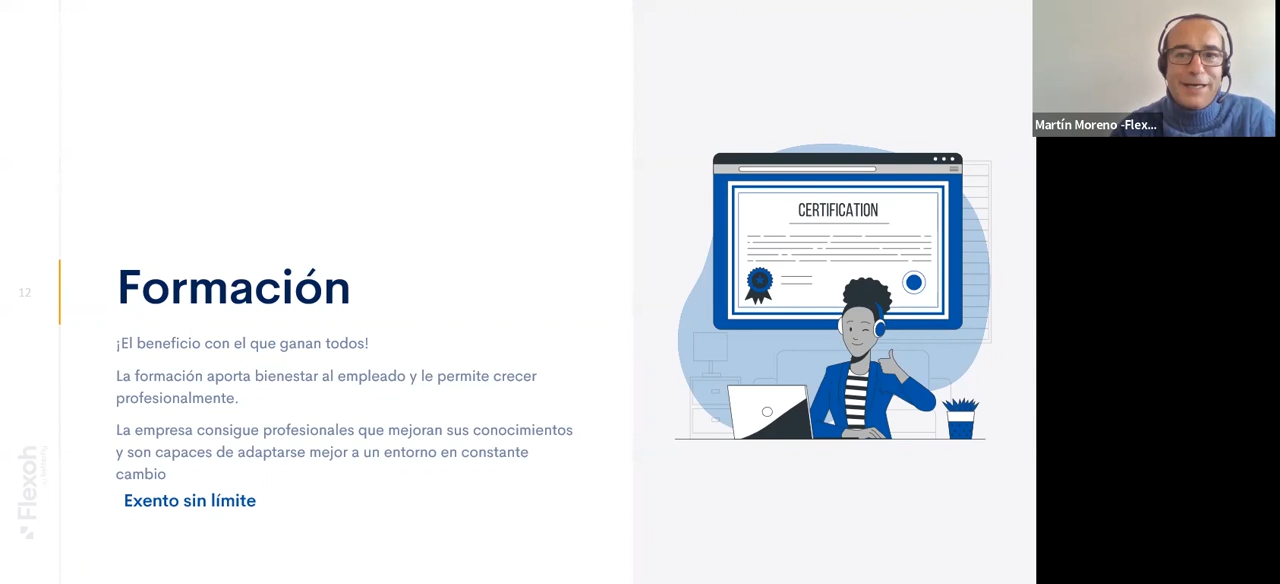 Formación
12
¡El beneficio con el que ganan todos!
La formación aporta bienestar al empleado y le permite crecer
profesionalmente.
La empresa consigue profesionales que mejoran sus conocimientos
y son capaces de adaptarse mejor a un entorno en constante
cambio
Exento sin límite
Flexoh
CERTIFICATION
Martín Moreno -Flex...